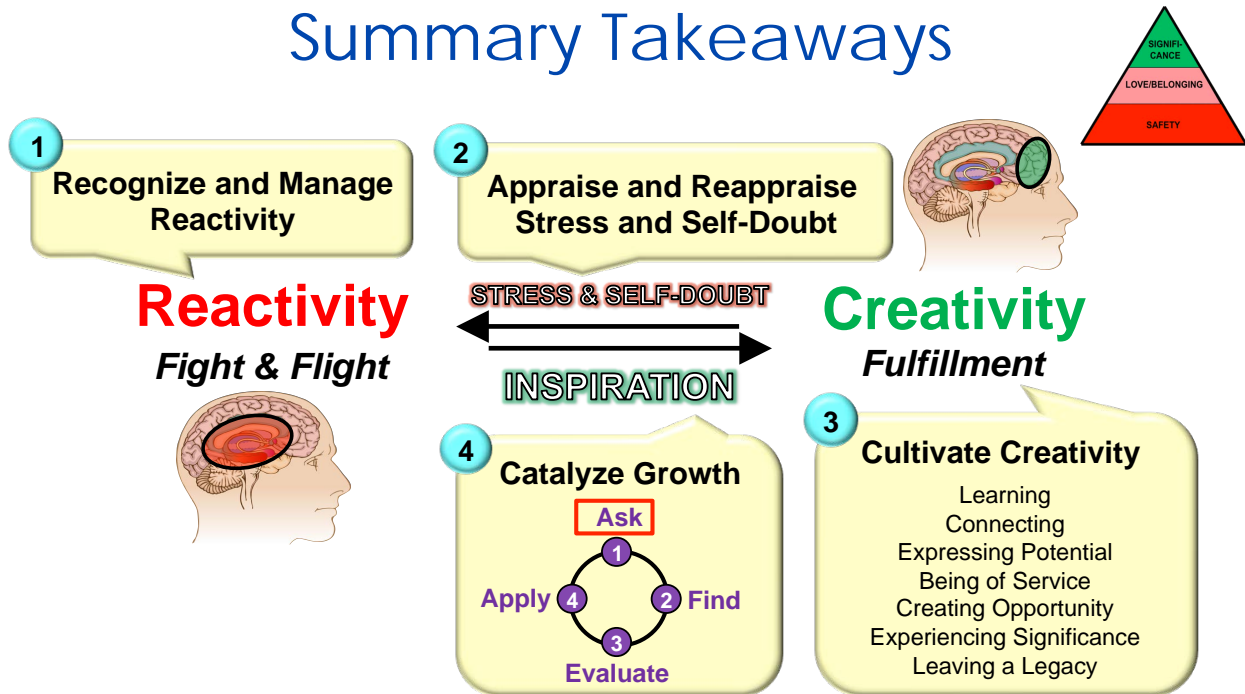 Summary Takeaways
SIGNIFI-
CANCE
LOVE/BELONGING
SAFETY
1
Recognize and Manage
Reactivity
2
Appraise and Reappraise
Stress and Self-Doubt
Reactivity
Fight & Flight
STRESS & SELF-DOUBT
INSPIRATION
Creativity
Fulfillment
4
Catalyze Growth
Ask
1
Apply 4
2 Find
3
Evaluate
3
Cultivate Creativity
Learning
Connecting
Expressing Potential
Being of Service
Creating Opportunity
Experiencing Significance
Leaving a Legacy